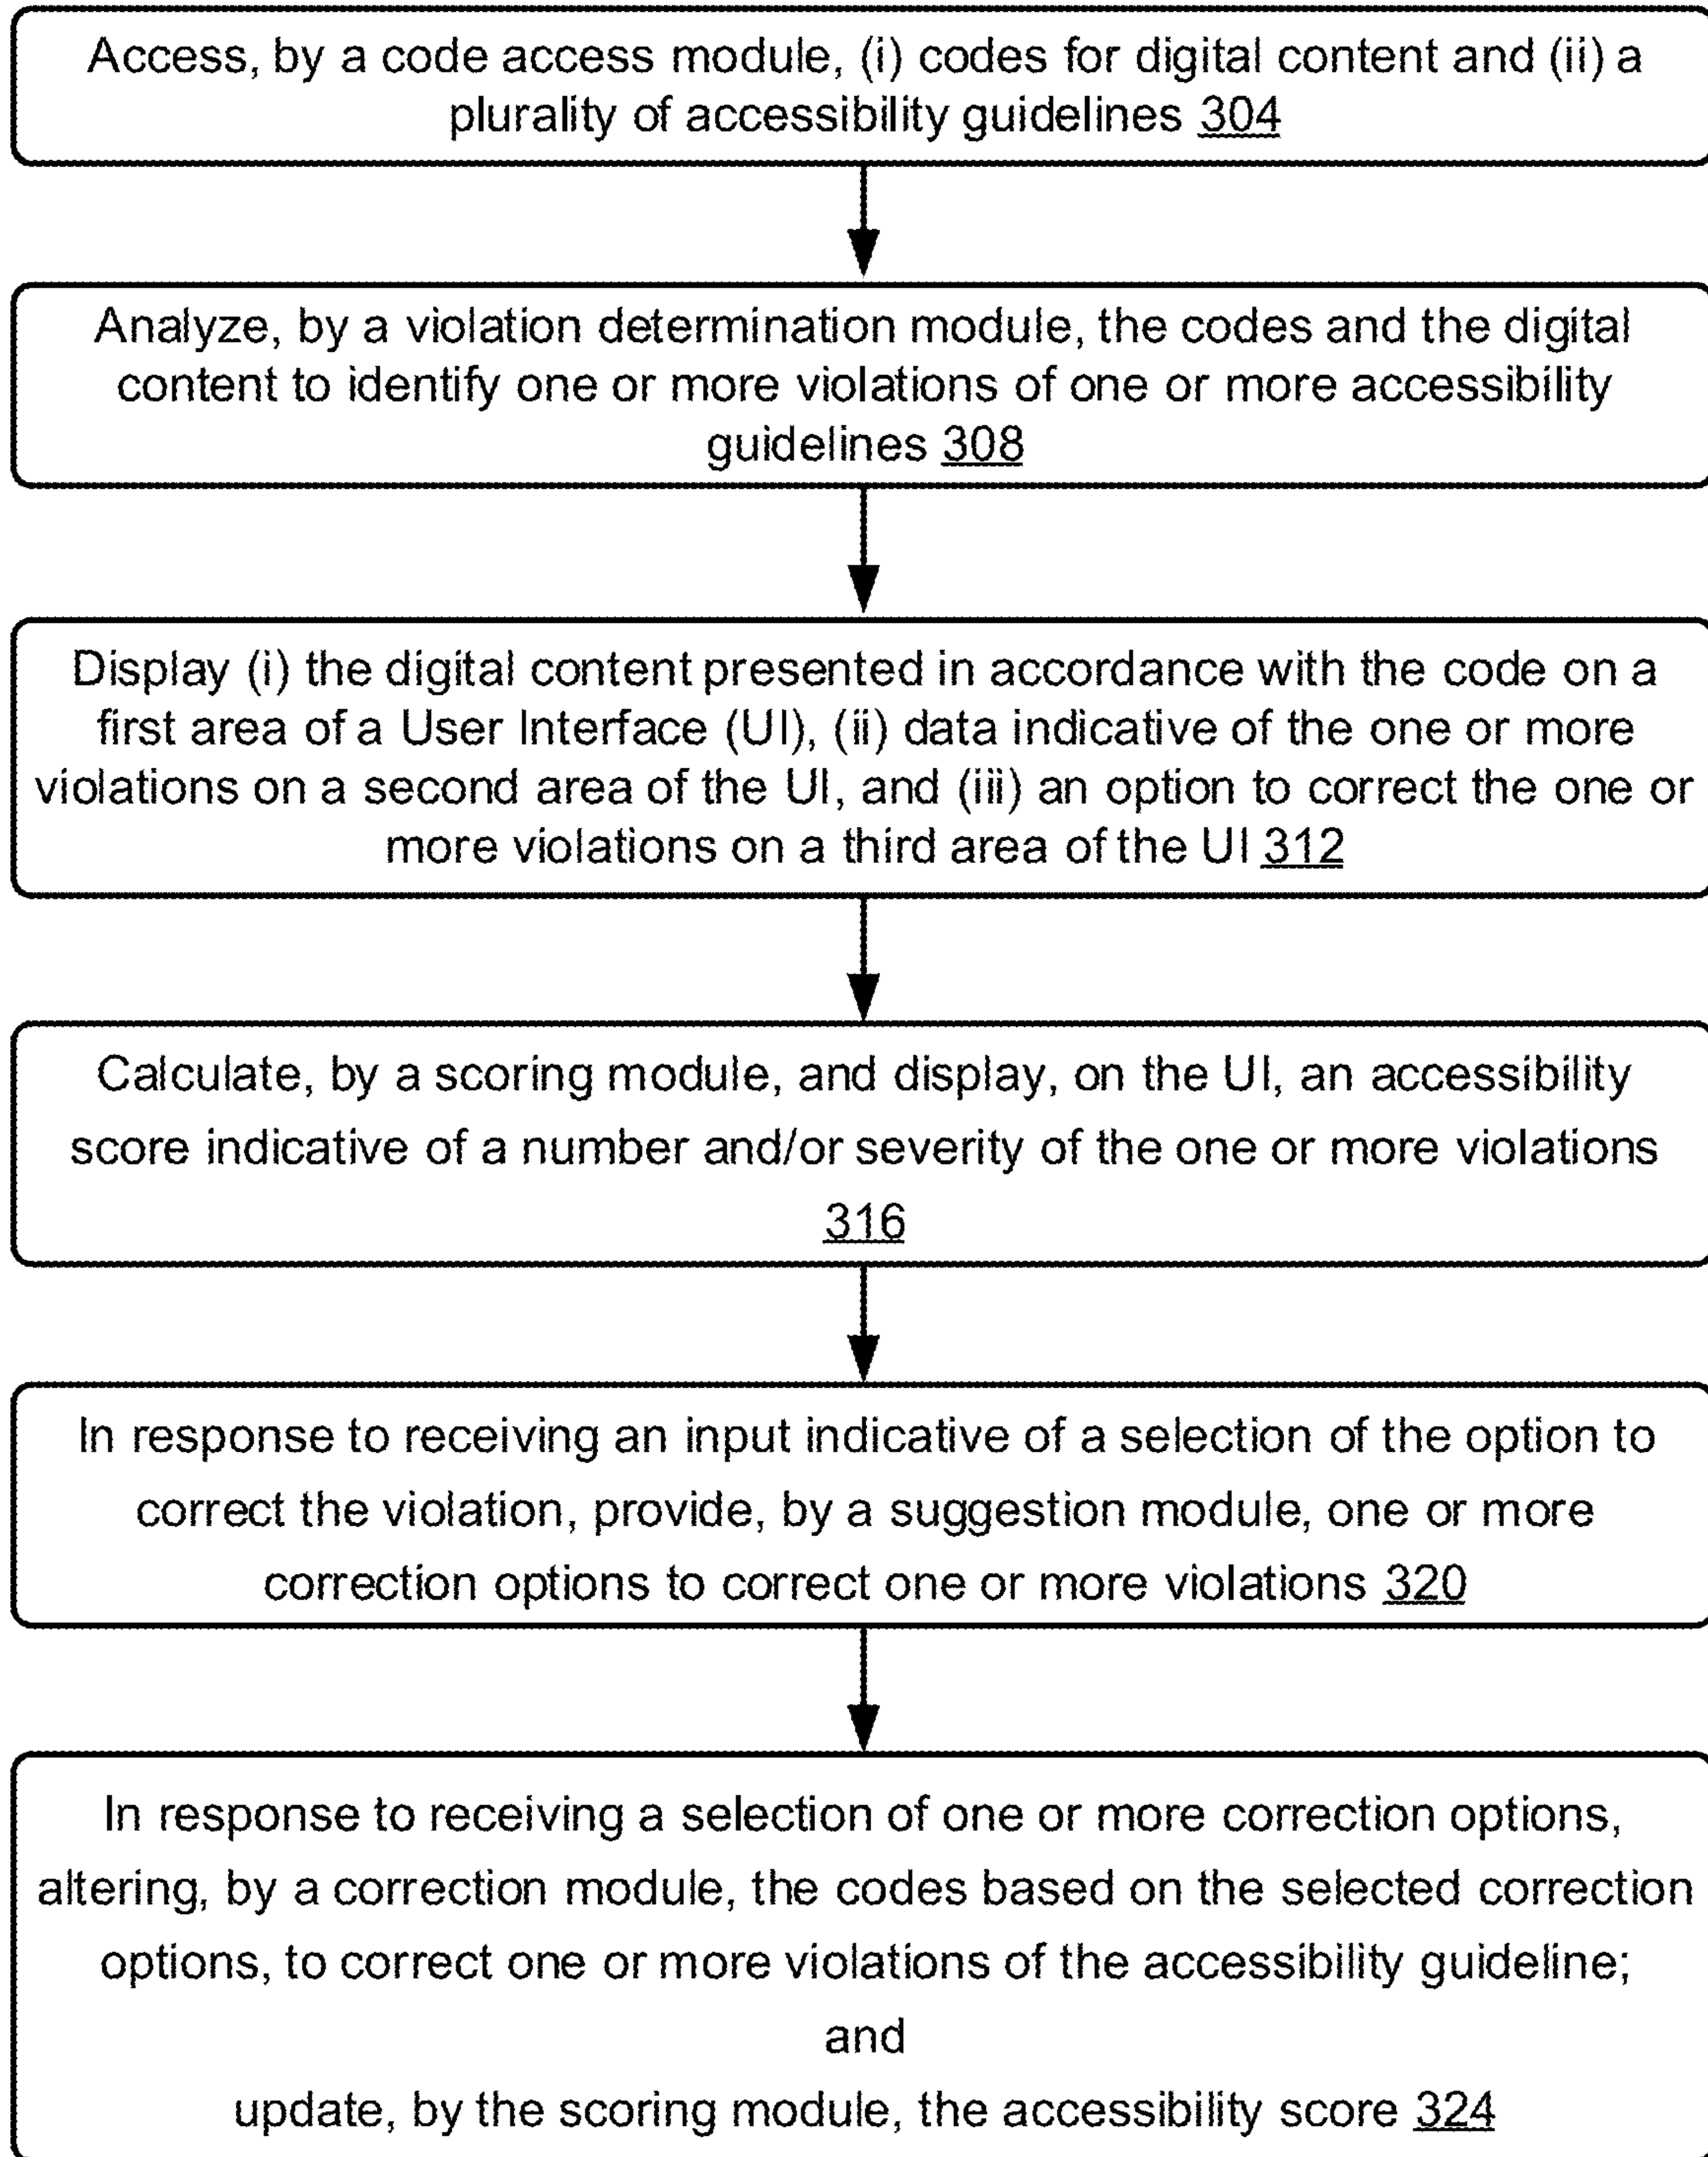 Access, by a code access module, (i) codes for digital content and (ii) a
plurality of accessibility guidelines 304
Analyze, by a violation determination module, the codes and the digital
content to identify one or more violations of one or more accessibility
guidelines 308
Display (i) the digital content presented in accordance with the code on a
first area of a User Interface (UI), (ii) data indicative of the one or more
violations on a second area of the UI, and (iii) an option to correct the one or
more violations on a third area of the UI 312
Calculate, by a scoring module, and display, on the UI, an accessibility
score indicative of a number and/or severity of the one or more violations
316
In response to receiving an input indicative of a selection of the option to
correct the violation, provide, by a suggestion module, one or more
correction options to correct one or more violations 320
In response to receiving a selection of one or more correction options,
altering, by a correction module, the codes based on the selected correction
options, to correct one or more violations of the accessibility guideline;
and
update, by the scoring module, the accessibility score 324